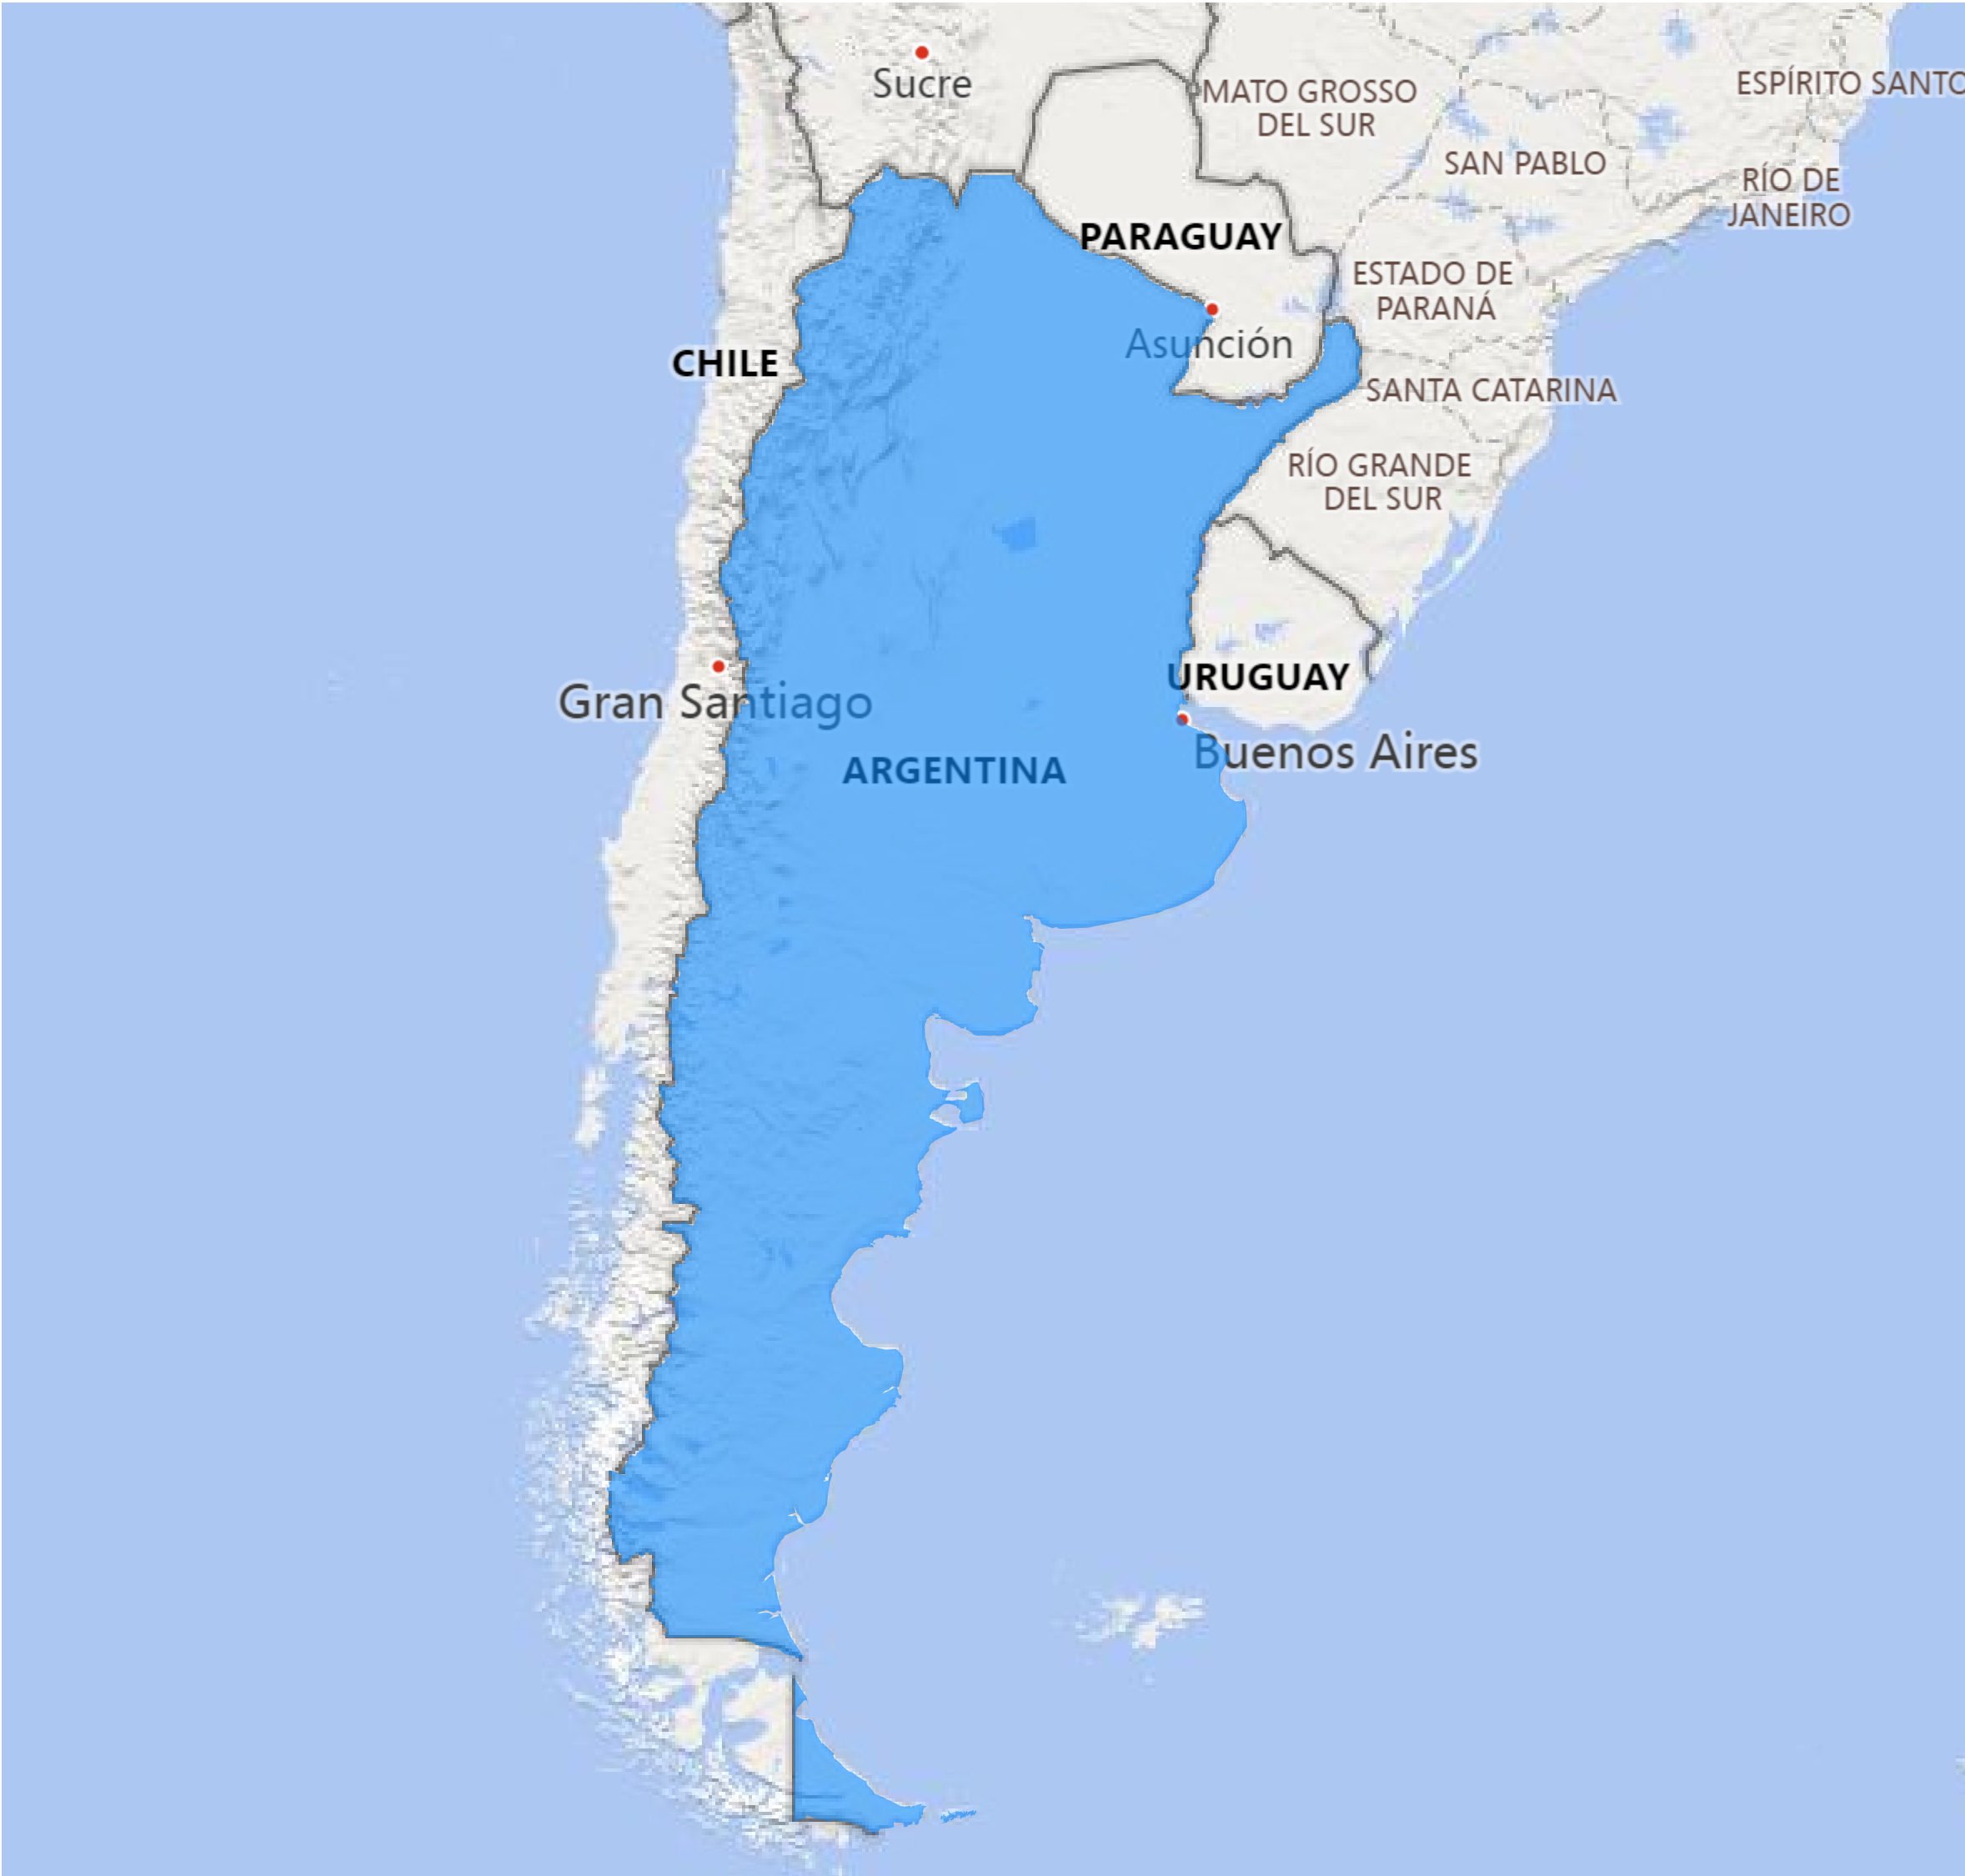 Sucre
MATO GROSSO
DEL SUR
ESPÍRITO SANTO
SAN PABLO
RÍO DE
JANEIRO
PARAGUAY
ESTADO DE
PARANÁ
Asunción
CHILE
SANTA CATARINA
RÍO GRANDE
DEL SUR
URUGUAY
Gran Santiago
Buenos Aires
ARGENTINA